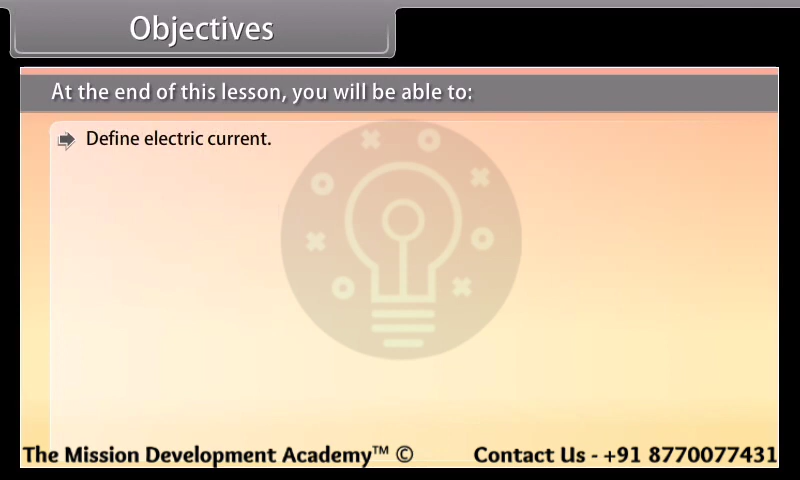 Objectives
At the end of this lesson, you will be able to:
Define electric current.
The Mission Development Academy™ © Contact Us - +91 8770077431